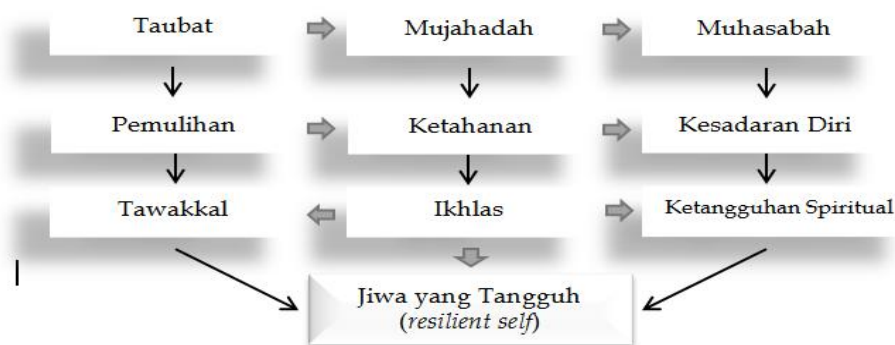 Taubat
Mujahadah
Muhasabah
Pemulihan
Ketahanan
Kesadaran Diri
Tawakkal
Ikhlas
Ketangguhan Spiritual
Jiwa yang Tangguh
(resilient self)